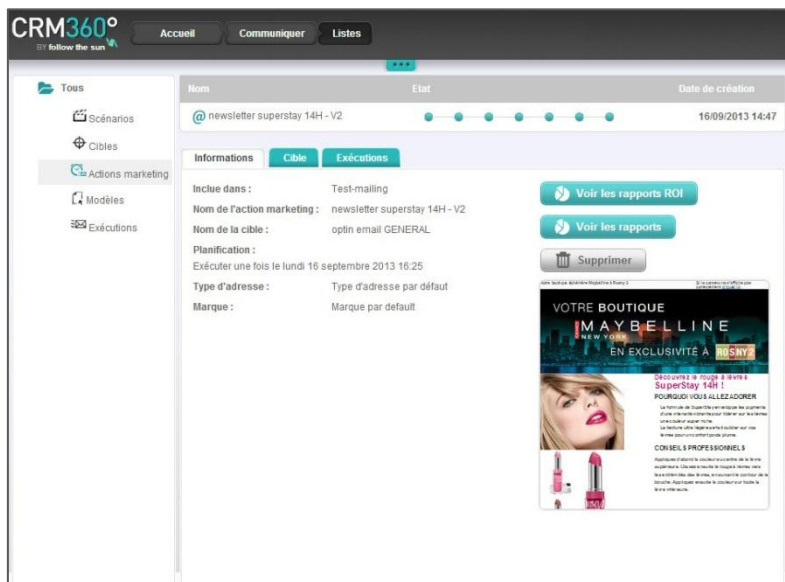 CRM360°
BY follow the sun
Accueil
Communiquer
Listes
Tous
Scénarios
Cibles
Actions marketing
Modèles
Exécutions
Nom
Etat
Date de création
@ newsletter superstay 14H - V2
16/09/2013 14:47
Informations
Cible
Exécutions
Inclue dans :
Test-mailing
Nom de l'action marketing :
newsletter superstay 14H - V2
Nom de la cible :
optin email GENERAL
Planification :
Exécuter une fois le lundi 16 septembre 2013 16:25
Type d'adresse :
Type d'adresse par défaut
Marque :
Marque par default
Voir les rapports ROI
Voir les rapports
Supprimer
VOTRE BOUTIQUE
MAYBELLINE
NEW YORK
EN EXCLUSIVITÉ À ROSNY2
Découvrez le rouge à lèvres
SuperStay 14H !
POURQUOI VOUS ALLEZ ADORER
CONSEILS PROFESSIONNELS